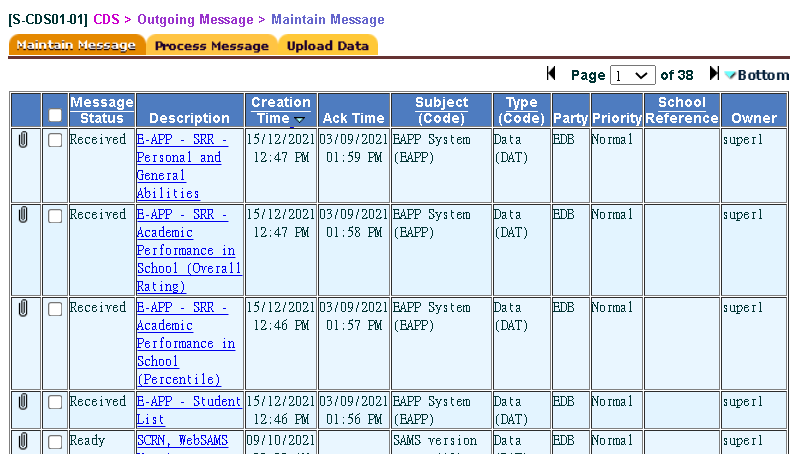 [S-CDS01-01] CDS > Outgoing Message > Maintain Message
Maintain Message Process Message Upload Data
Page 1 of 38 Bottom
Message Status Description Creation Time Ack Time Subject (Code) Type (Code) Party Priority School Reference Owner
Received E-APP - SRR - 15/12/2021 03/09/2021 EAPP System Data EDB Normal super1
Personal and 12:47 PM 01:59 PM (EAPP) (DAT)
General
Abilities
Received E-APP - SRR - 15/12/2021 03/09/2021 EAPP System Data EDB Normal super1
Academic 12:47 PM 01:58 PM (EAPP) (DAT)
Performance in
School (Overall
Rating)
Received E-APP - SRR - 15/12/2021 03/09/2021 EAPP System Data EDB Normal super1
Academic 12:46 PM 01:57 PM (EAPP) (DAT)
Performance in
School
(Percentile)
Received E-APP - Student 15/12/2021 03/09/2021 EAPP System Data EDB Normal super1
List 12:46 PM 01:56 PM (EAPP) (DAT)
Ready SCRN, WebSAMS 09/10/2021 SAMS version Data EDB Normal super1